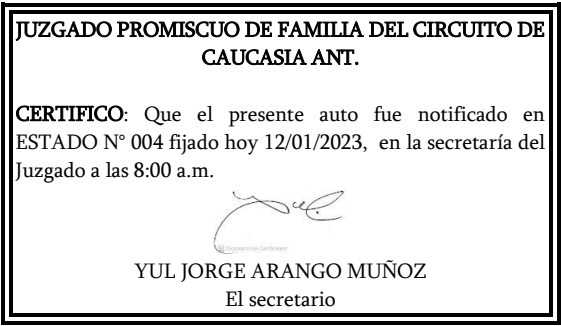 JUZGADO PROMISCUO DE FAMILIA DEL CIRCUITO DE
CAUCASIA ANT.
CERTIFICO: Que el presente auto fue notificado en
ESTADO N° 004 fijado hoy 12/01/2023, en la secretaría del
Juzgado a las 8:00 a.m.
YUL JORGE ARANGO MUÑOZ
El secretario